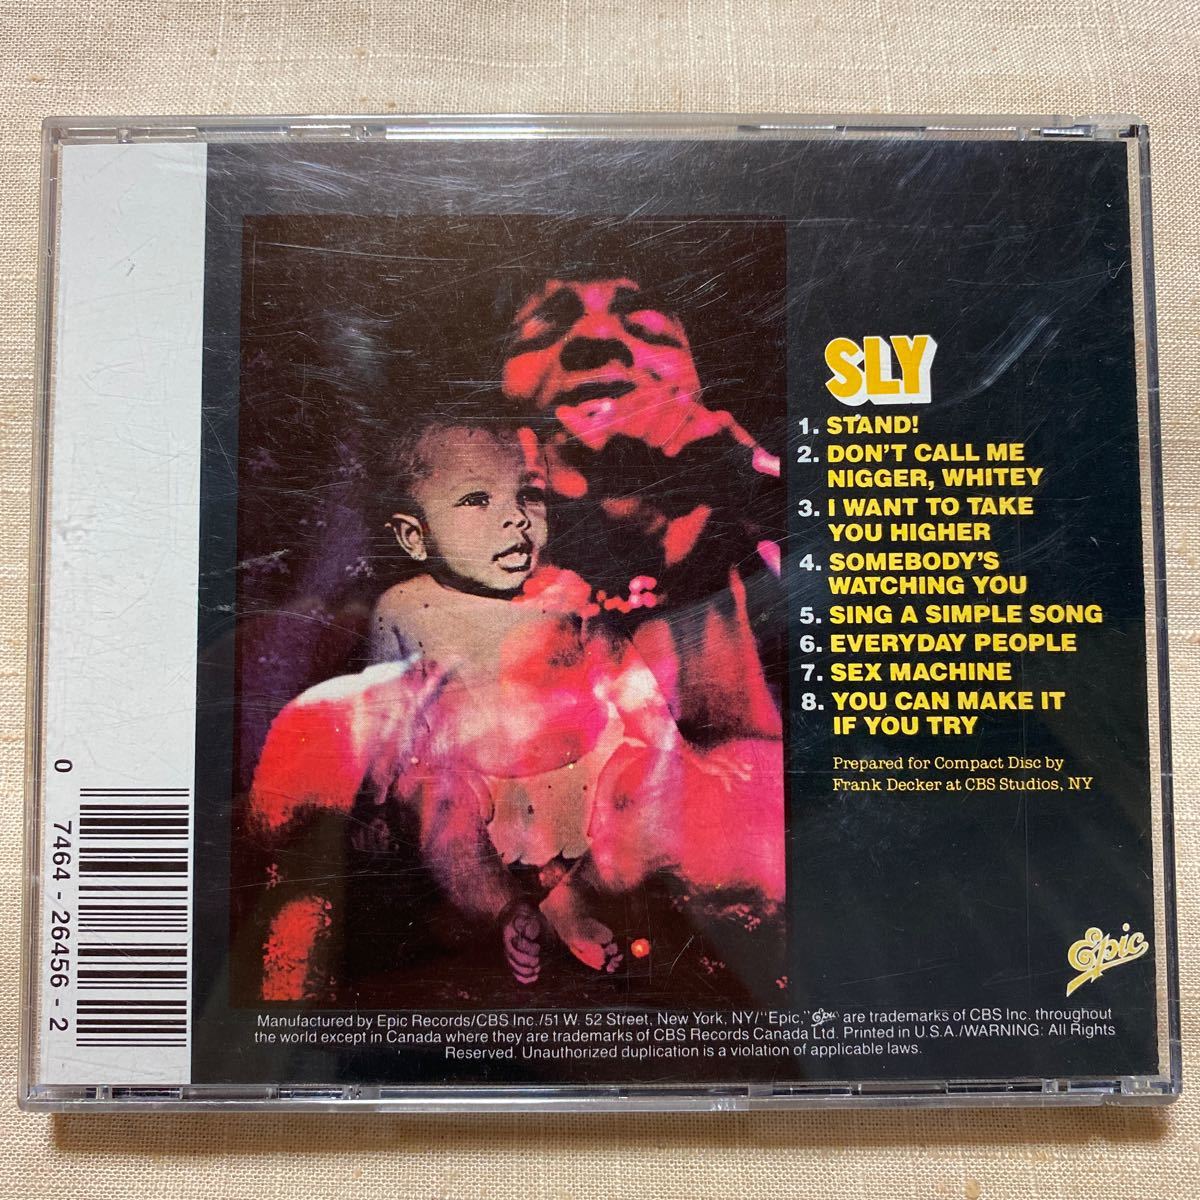 SLY
1. STAND!
2. DON'T CALL ME
NIGGER, WHITEY
3. I WANT TO TAKE
YOU HIGHER
4. SOMEBODY'S
WATCHING YOU
5. SING A SIMPLE SONG
6. EVERYDAY PEOPLE
7. SEX MACHINE
8. YOU CAN MAKE IT
IF YOU TRY
Prepared for Compact Disc by
Frank Decker at CBS Studios, NY
Epic
Manufactured by Epic Records/CBS Inc./51 W. 52 Street, New York, NY/"Epic," Epic are trademarks of CBS Inc. throughout
the world except in Canada where they are trademarks of CBS Records Canada Ltd. Printed in U.S.A./WARNING: All Rights
Reserved. Unauthorized duplication is a violation of applicable laws.
0 7464-26456-2